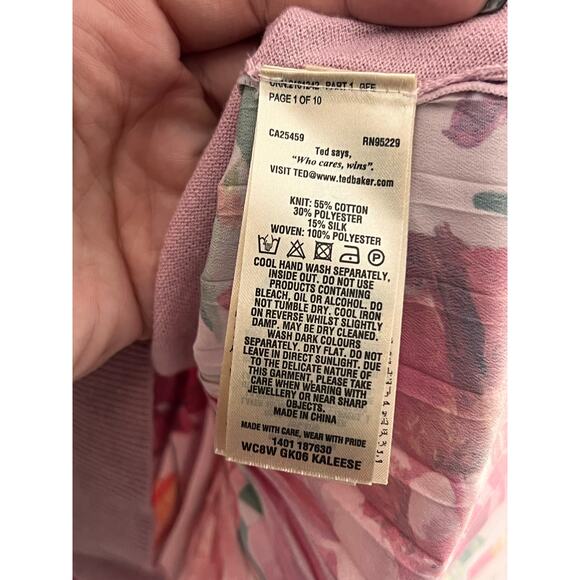 PAGE 1 OF 10
CA25459 RN95229
Ted says,
"Who cares, wins".
VISIT TED@www.tedbaker.com
KNIT: 55% COTTON
30% POLYESTER
15% SILK
WOVEN: 100% POLYESTER
P
COOL HAND WASH SEPARATELY,
INSIDE OUT. DO NOT USE
PRODUCTS CONTAINING
BLEACH, OIL OR ALCOHOL. DO
NOT TUMBLE DRY. COOL IRON
ON REVERSE WHILST SLIGHTLY
DAMP. MAY BE DRY CLEANED.
WASH DARK COLOURS
SEPARATELY. DRY FLAT. DO NOT
LEAVE IN DIRECT SUNLIGHT. DUE
TO THE DELICATE NATURE OF
THIS GARMENT, PLEASE TAKE
CARE WHEN WEARING WITH
JEWELLERY OR NEAR SHARP
OBJECTS.
MADE IN CHINA
MADE WITH CARE, WEAR WITH PRIDE
1401 187630
WC8W GK06 KALEESE